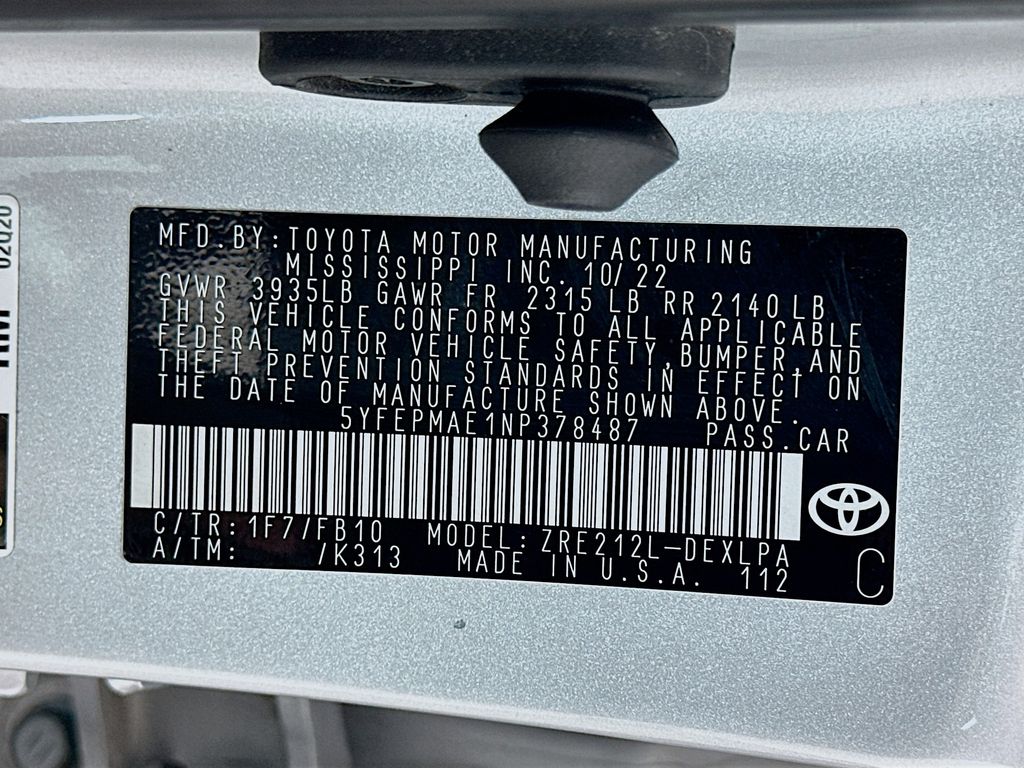 MFD.BY:TOYOTA MOTOR MANUFACTURING
MISSISSIPPI INC. 10/22
GVWR 3935LB GAWR FR 2315 LB RR 2140 LB
THIS VEHICLE CONFORMS TO ALL APPLICABLE
FEDERAL MOTOR VEHICLE SAFETY,BUMPER,AND
THEFT PREVENTION STANDARDS IN EFFECT ON
THE DATE OF MANUFACTURE SHOWN ABOVE.
5YFEPMAE1NP378487 PASS.CAR
C/TR: 1F7/FB10 MODEL: ZRE212L-DEXLPA
A/TM: /K313 MADE IN U.S.A. 112
C